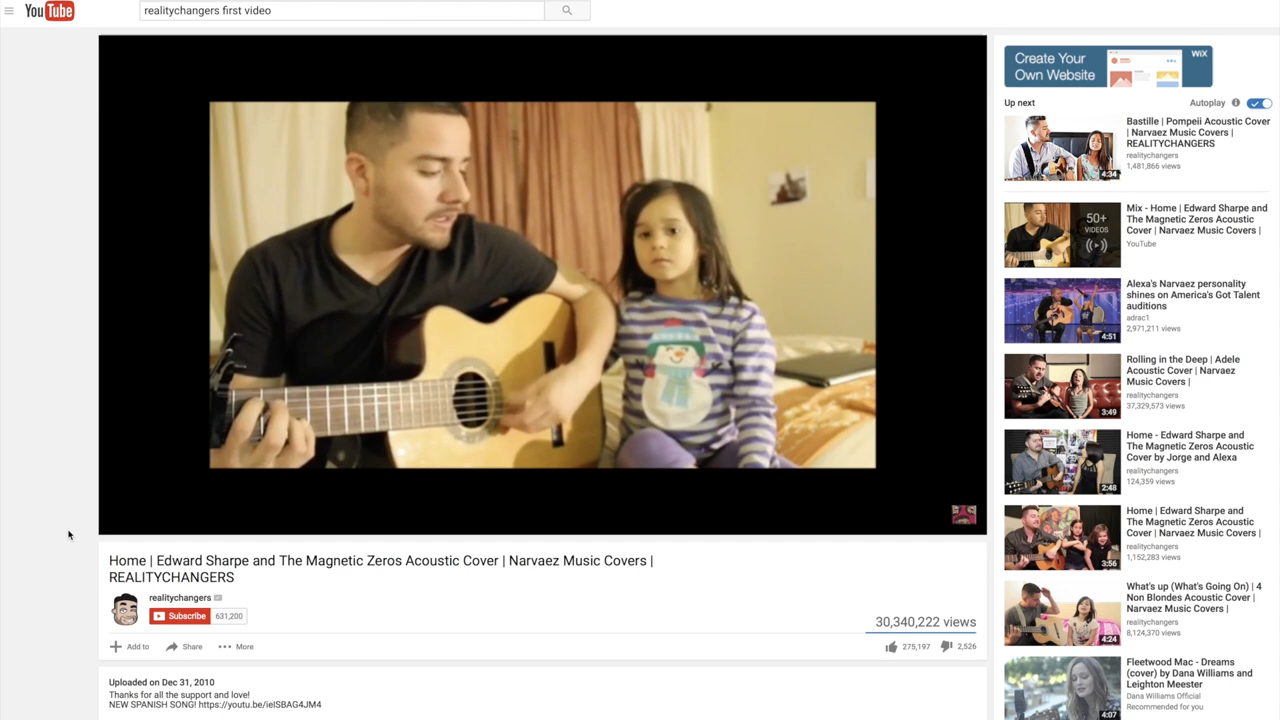 YouTube
realitychangers first video
Create Your
Own Website
WiX
Up next
Autoplay
Bastille | Pompeii Acoustic Cover
| Narvaez Music Covers |
REALITYCHANGERS
realitychangers
1,481,866 views
4:34
Mix - Home | Edward Sharpe and
The Magnetic Zeros Acoustic
Cover | Narvaez Music Covers |
YouTube
50+
VIDEOS
Alexa's Narvaez personality
shines on America's Got Talent
auditions
adrac1
2,971,211 views
4:51
Rolling in the Deep | Adele
Acoustic Cover | Narvaez
Music Covers |
realitychangers
37,329,573 views
3:49
Home - Edward Sharpe and
The Magnetic Zeros Acoustic
Cover by Jorge and Alexa
realitychangers
124,359 views
2:48
Home | Edward Sharpe and
The Magnetic Zeros Acoustic
Cover | Narvaez Music Covers |
realitychangers
1,152,283 views
3:56
What's up (What's Going On) | 4
Non Blondes Acoustic Cover |
Narvaez Music Covers |
realitychangers
8,124,370 views
4:24
Fleetwood Mac - Dreams
(cover) by Dana Williams and
Leighton Meester
Dana Williams Official
Recommended for you
4:07
Home | Edward Sharpe and The Magnetic Zeros Acoustic Cover | Narvaez Music Covers |
REALITYCHANGERS
realitychangers
Subscribe 631,200
30,340,222 views
Add to Share More
275,197 2,526
Uploaded on Dec 31, 2010
Thanks for all the support and love!
NEW SPANISH SONG! https://youtu.be/ieISBAG4JM4